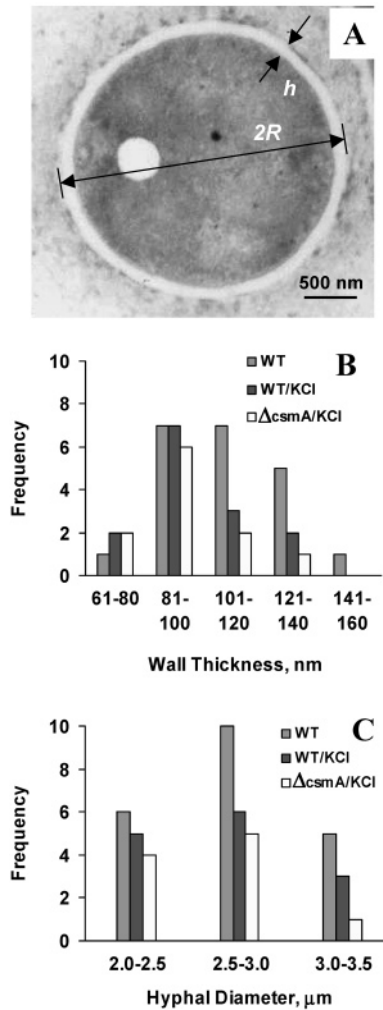 A
h
2R
500 nm
B
WT
WT/KCl
ΔcsmA/KCl
10
8
6
4
2
0
Frequency
61-80
81-100
101-120
121-140
141-160
Wall Thickness, nm
C
WT
WT/KCl
ΔcsmA/KCl
10
8
6
4
2
0
Frequency
2.0-2.5
2.5-3.0
3.0-3.5
Hyphal Diameter, μm